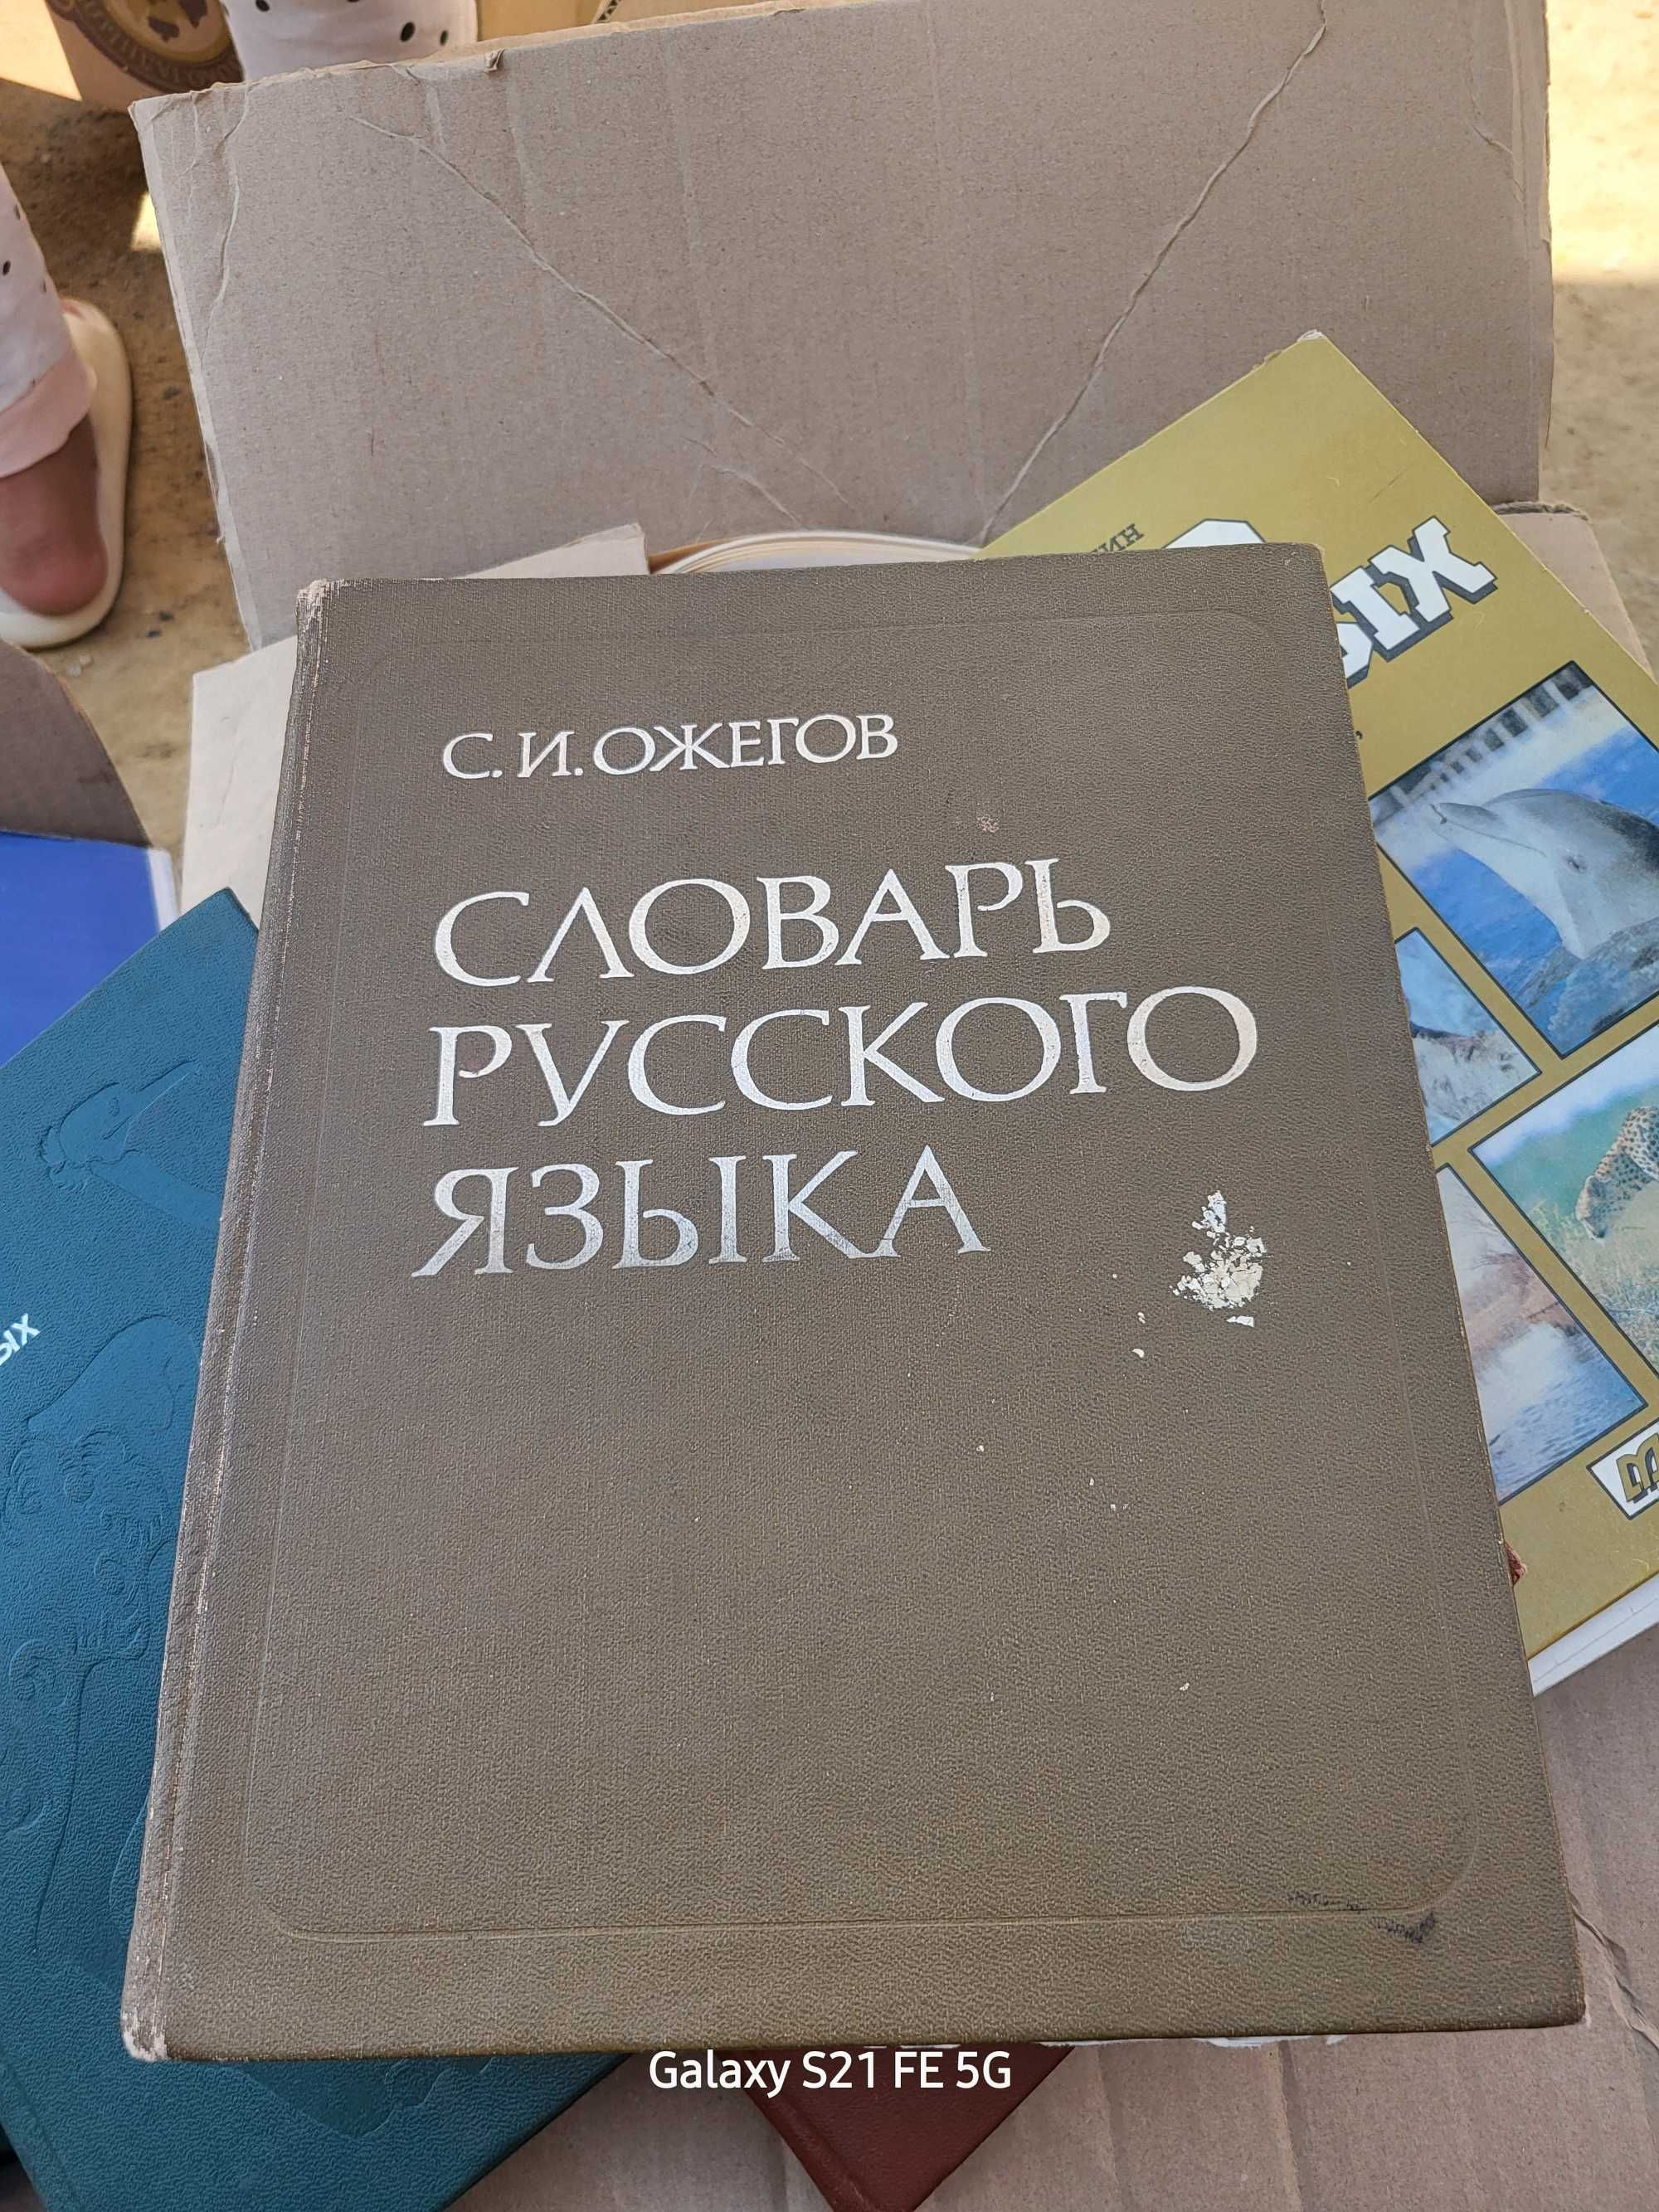 С. И. ОЖЕГОВ
СЛОВАРЬ
РУССКОГО
ЯЗЫКА
Galaxy S21 FE 5G